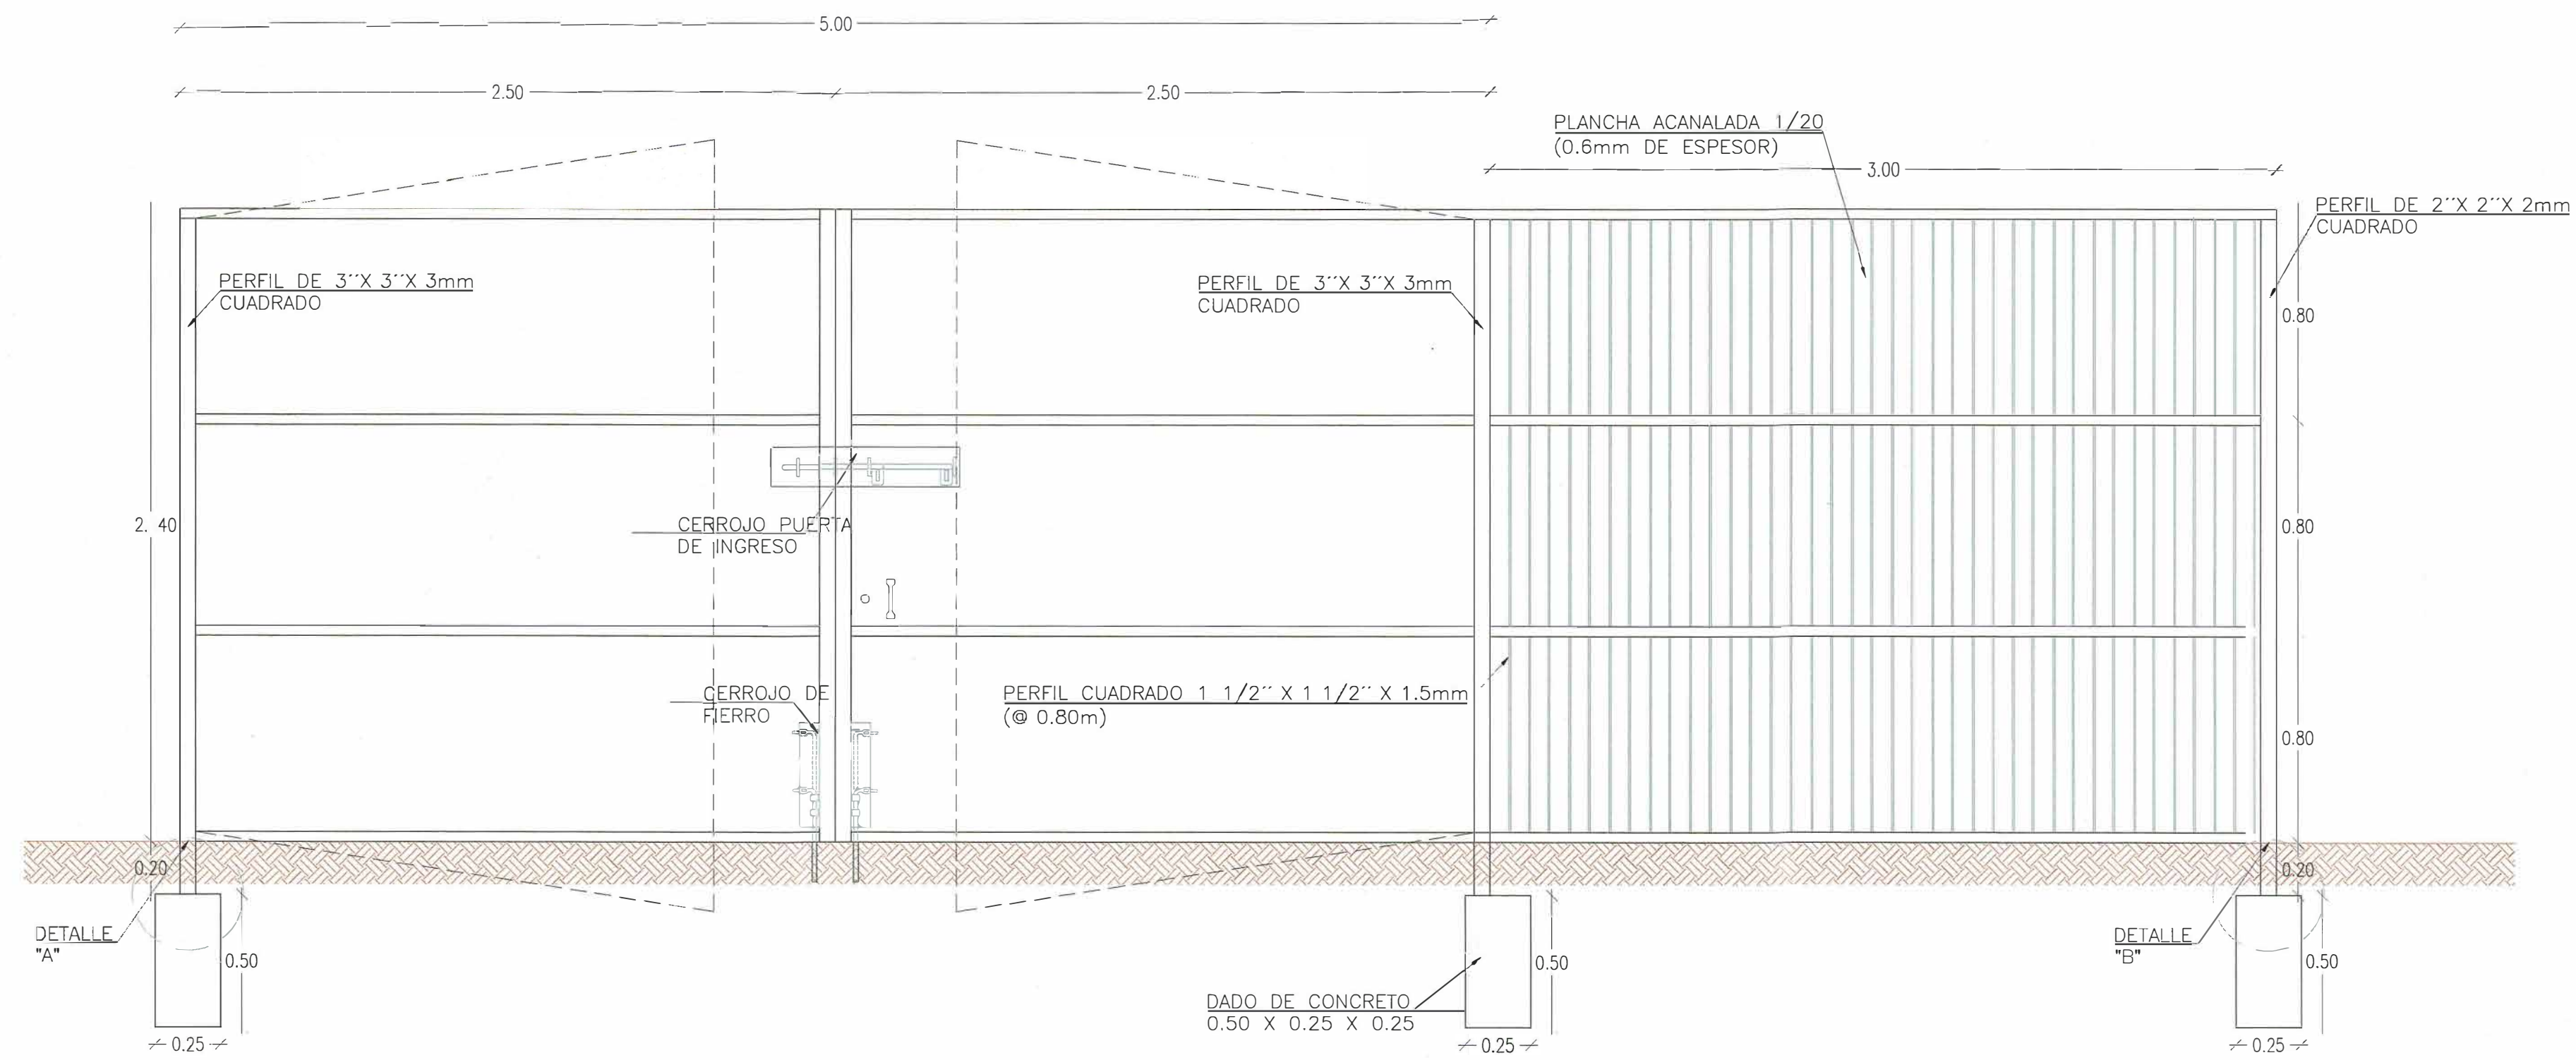 5.00
2.50
2.50
PLANCHA ACANALADA 1/20
(0.6mm DE ESPESOR)
3.00
PERFIL DE 2´´X 2´´X 2mm
CUADRADO
PERFIL DE 3´´X 3´´X 3mm
CUADRADO
PERFIL DE 3´´X 3´´X 3mm
CUADRADO
0.80
2. 40
CERROJO PUERTA
DE INGRESO
0.80
CERROJO DE
FIERRO
PERFIL CUADRADO 1 1/2´´ X 1 1/2´´ X 1.5mm
(@ 0.80m)
0.80
0.20
0.20
DETALLE
"A"
DETALLE
"B"
0.50
0.50
0.50
DADO DE CONCRETO
0.50 X 0.25 X 0.25
0.25
0.25
0.25